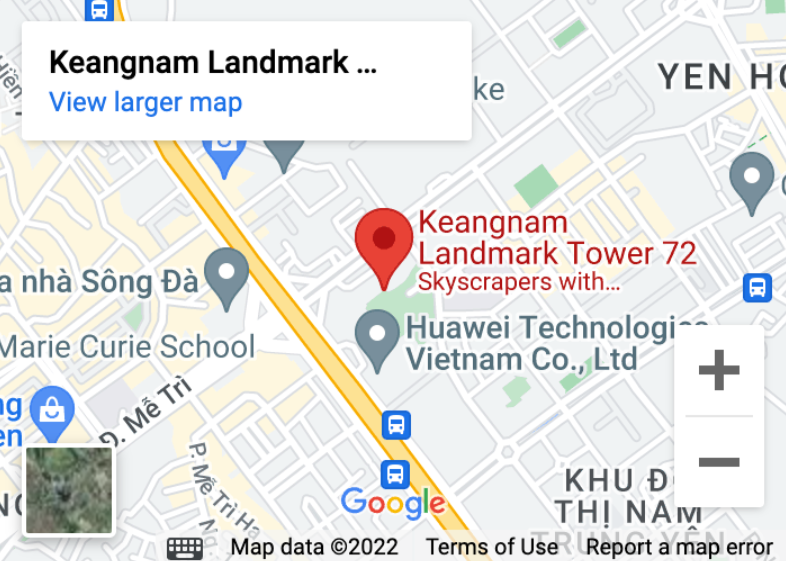 Keangnam Landmark ...
View larger map
ke
YEN HO
Keangnam
Landmark Tower 72
Skyscrapers with...
a nhà Sông Đà
Huawei Technologies
Vietnam Co., Ltd
Marie Curie School
Đ. Mễ Trì
P. Mễ Trì Hạ
KHU ĐÔ
THỊ NAM
TRUNG YÊN
Google
Map data ©2022
Terms of Use
Report a map error